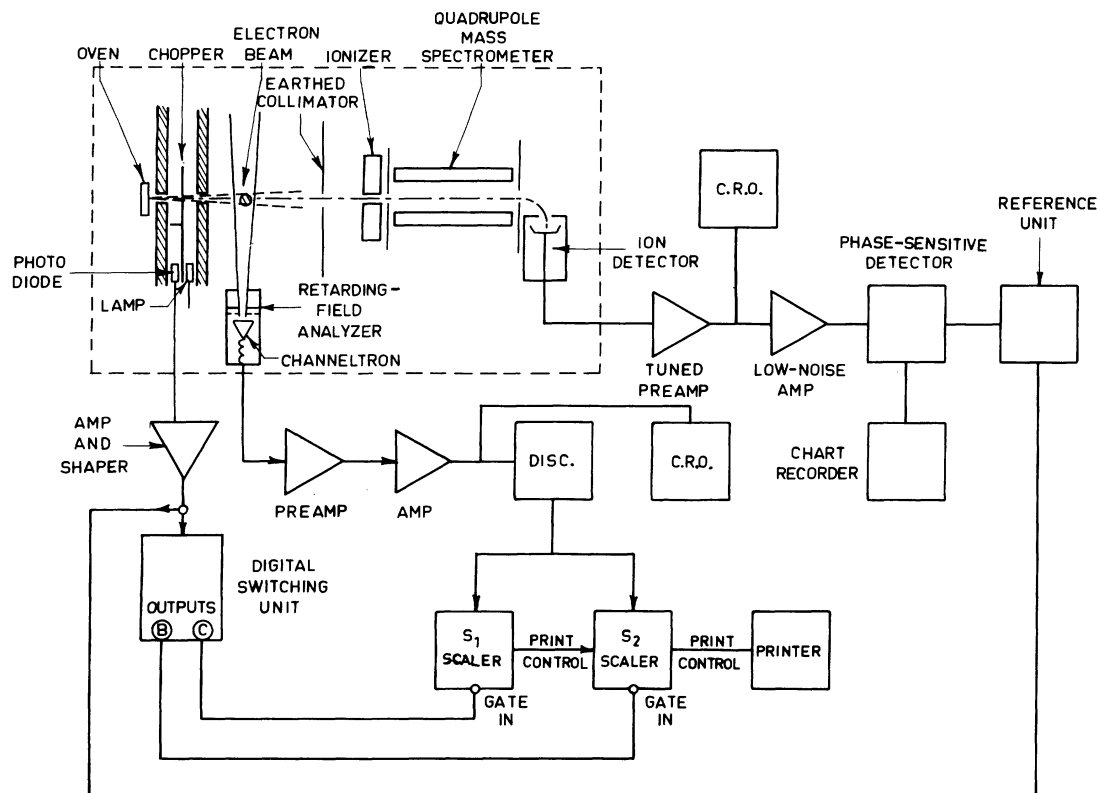 QUADRUPOLE
MASS
SPECTROMETER
ELECTRON
BEAM
OVEN
CHOPPER
IONIZER
EARTHED
COLLIMATOR
C.R.O.
REFERENCE
UNIT
PHASE-SENSITIVE
DETECTOR
ION
DETECTOR
PHOTO
DIODE
LAMP
RETARDING-
FIELD
ANALYZER
CHANNELTRON
TUNED
PREAMP
LOW-NOISE
AMP
AMP
AND
SHAPER
PREAMP
AMP
DISC.
C.R.O.
CHART
RECORDER
DIGITAL
SWITCHING
UNIT
OUTPUTS
B
C
S1
SCALER
PRINT
CONTROL
S2
SCALER
PRINT
CONTROL
PRINTER
GATE
IN
GATE
IN